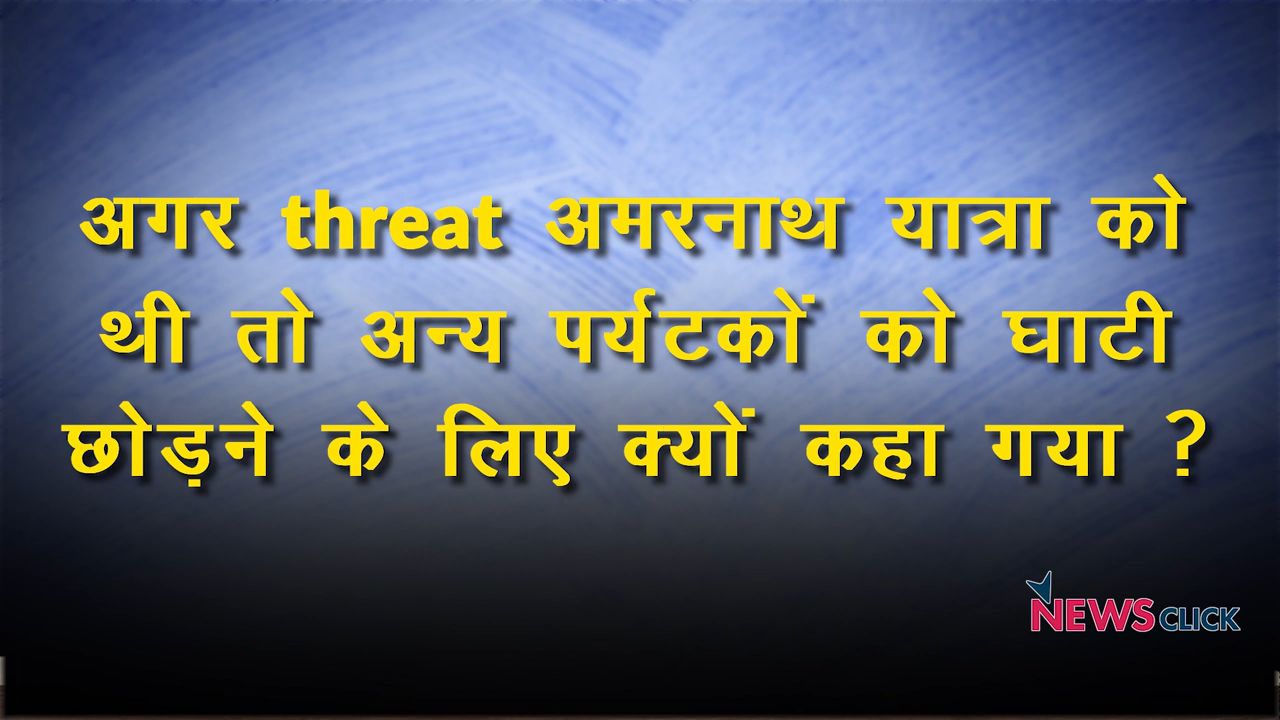 अगर threat अमरनाथ यात्रा को
थी तो अन्य पर्यटकों को घाटी
छोड़ने के लिए क्यों कहा गया ?
NEWSCLICK